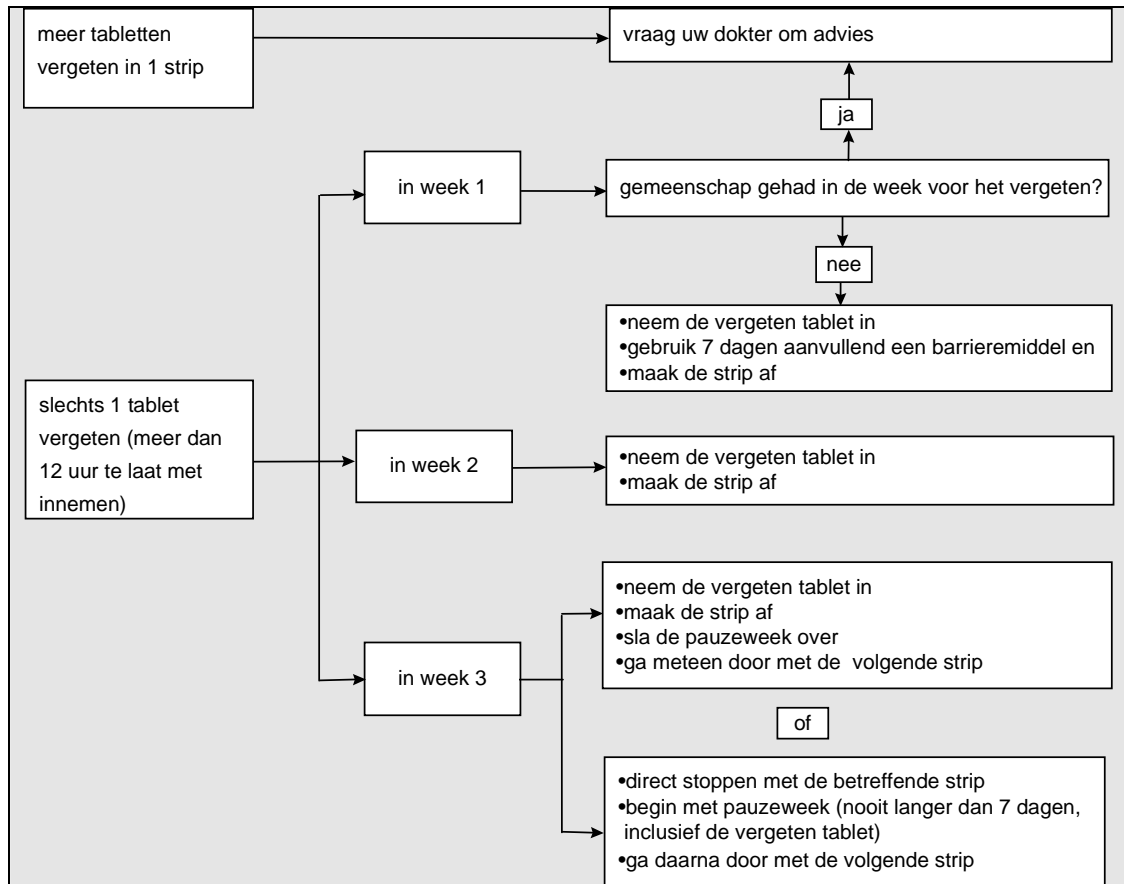 meer tabletten
vergeten in 1 strip
vraag uw dokter om advies
ja
in week 1
gemeenschap gehad in de week voor het vergeten?
nee
•neem de vergeten tablet in
•gebruik 7 dagen aanvullend een barrieremiddel en
•maak de strip af
slechts 1 tablet
vergeten (meer dan
12 uur te laat met
innemen)
in week 2
•neem de vergeten tablet in
•maak de strip af
in week 3
•neem de vergeten tablet in
•maak de strip af
•sla de pauzeweek over
•ga meteen door met de volgende strip
of
•direct stoppen met de betreffende strip
•begin met pauzeweek (nooit langer dan 7 dagen,
inclusief de vergeten tablet)
•ga daarna door met de volgende strip